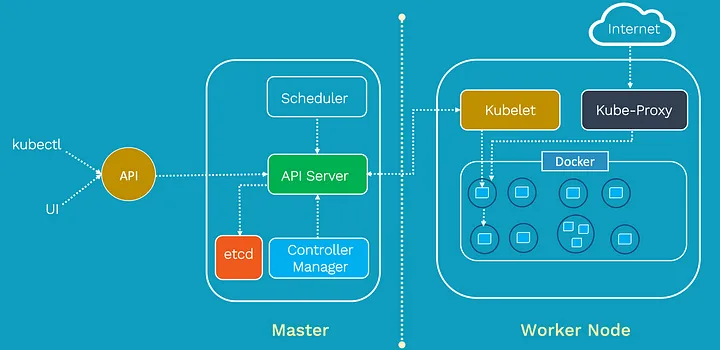 Internet
Scheduler
Kubelet
Kube-Proxy
kubectl
API
API Server
Docker
UI
etcd
Controller
Manager
Master
Worker Node